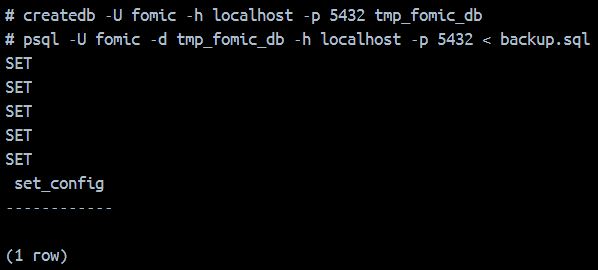 # createdb -U fomic -h localhost -p 5432 tmp_fomic_db
# psql -U fomic -d tmp_fomic_db -h localhost -p 5432 < backup.sql
SET
SET
SET
SET
SET
 set_config
------------

(1 row)